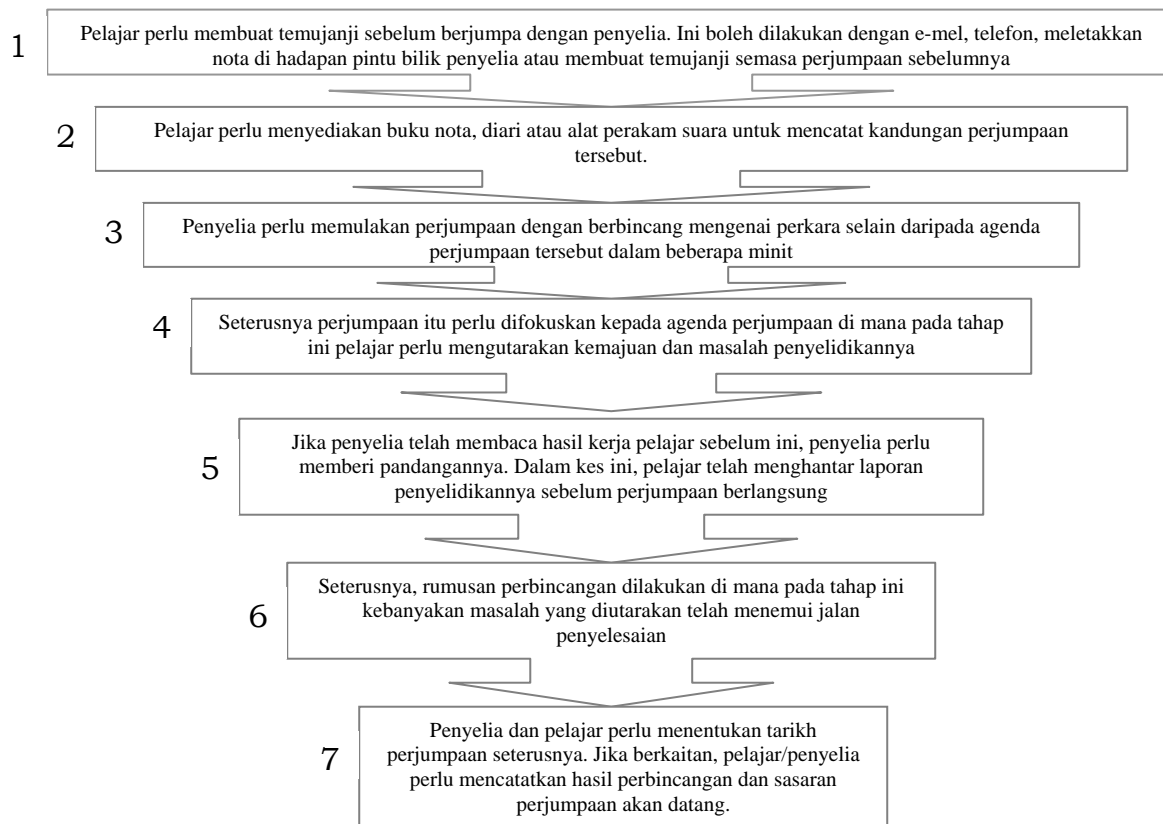 1
Pelajar perlu membuat temujanji sebelum berjumpa dengan penyelia. Ini boleh dilakukan dengan e-mel, telefon, meletakkan
nota di hadapan pintu bilik penyelia atau membuat temujanji semasa perjumpaan sebelumnya
2
Pelajar perlu menyediakan buku nota, diari atau alat perakam suara untuk mencatat kandungan perjumpaan
tersebut.
3
Penyelia perlu memulakan perjumpaan dengan berbincang mengenai perkara selain daripada agenda
perjumpaan tersebut dalam beberapa minit
4
Seterusnya perjumpaan itu perlu difokuskan kepada agenda perjumpaan di mana pada tahap
ini pelajar perlu mengutarakan kemajuan dan masalah penyelidikannya
5
Jika penyelia telah membaca hasil kerja pelajar sebelum ini, penyelia perlu
memberi pandangannya. Dalam kes ini, pelajar telah menghantar laporan
penyelidikannya sebelum perjumpaan berlangsung
6
Seterusnya, rumusan perbincangan dilakukan di mana pada tahap ini
kebanyakan masalah yang diutarakan telah menemui jalan
penyelesaian
7
Penyelia dan pelajar perlu menentukan tarikh
perjumpaan seterusnya. Jika berkaitan, pelajar/penyelia
perlu mencatatkan hasil perbincangan dan sasaran
perjumpaan akan datang.